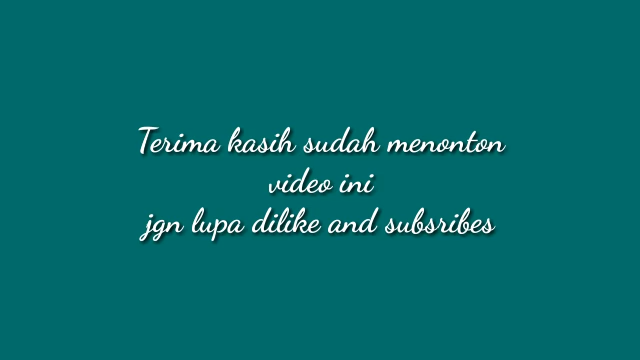 Terima kasih sudah menonton
video ini
jgn lupa dilike and subsribes